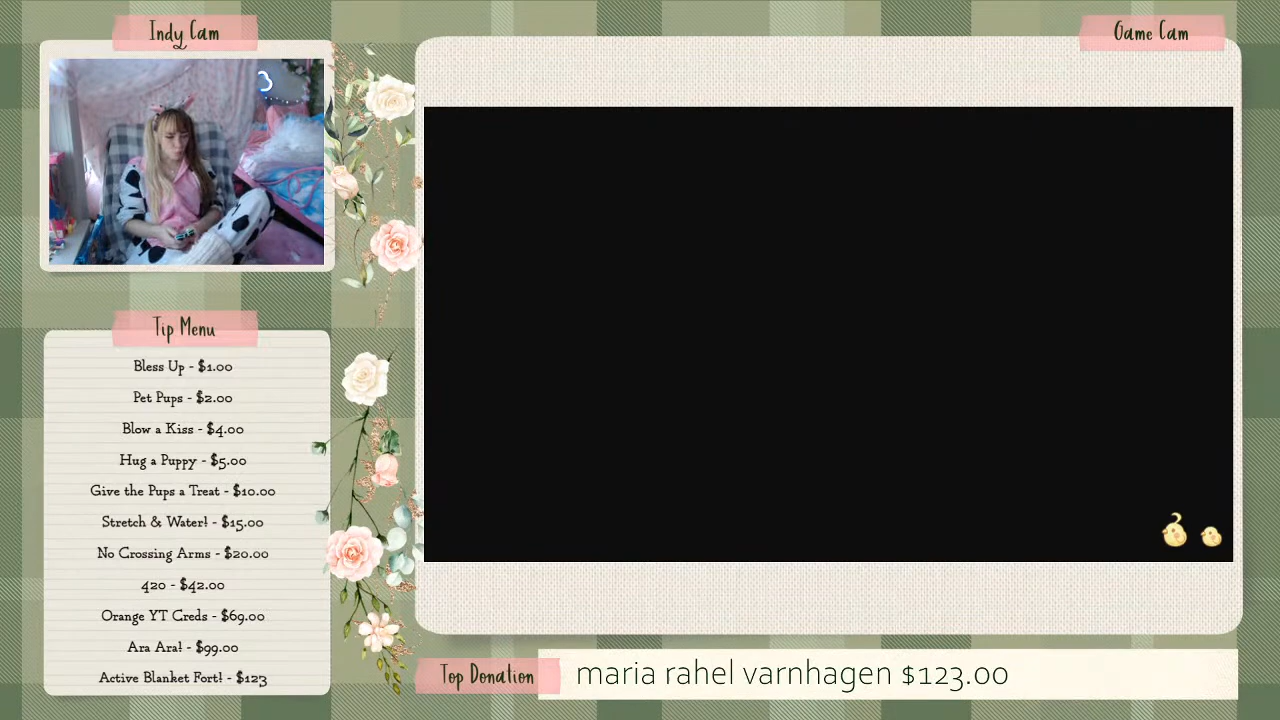 Indy Cam
Game Cam
Tip Menu
Bless Up - $1.00
Pet Pups - $2.00
Blow a Kiss - $4.00
Hug a Puppy - $5.00
Give the Pups a Treat - $10.00
Stretch & Water! - $15.00
No Crossing Arms - $20.00
420 - $42.00
Orange YT Creds - $69.00
Ara Ara! - $99.00
Active Blanket Fort! - $123
Top Donation
maria rahel varnhagen $123.00